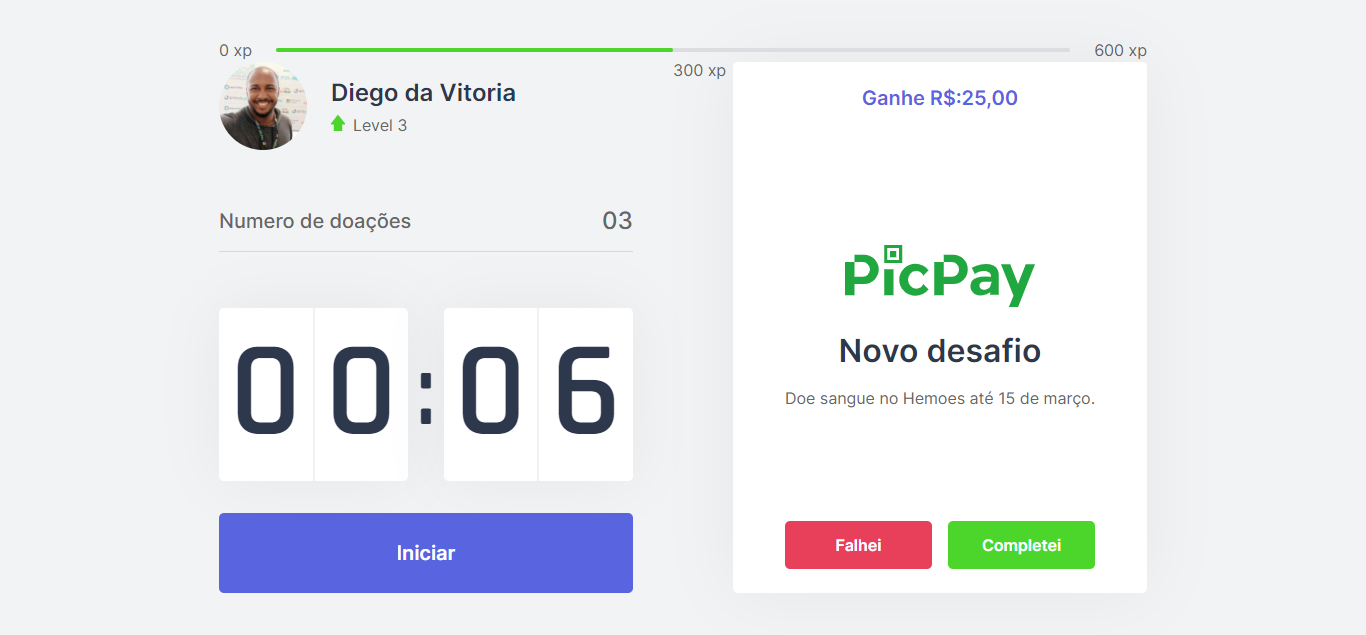 0 xp
600 xp
300 xp
Diego da Vitoria
Level 3
Numero de doações 03
00:06
Iniciar
Ganhe R$:25,00
PicPay
Novo desafio
Doe sangue no Hemoes até 15 de março.
Falhei
Completei